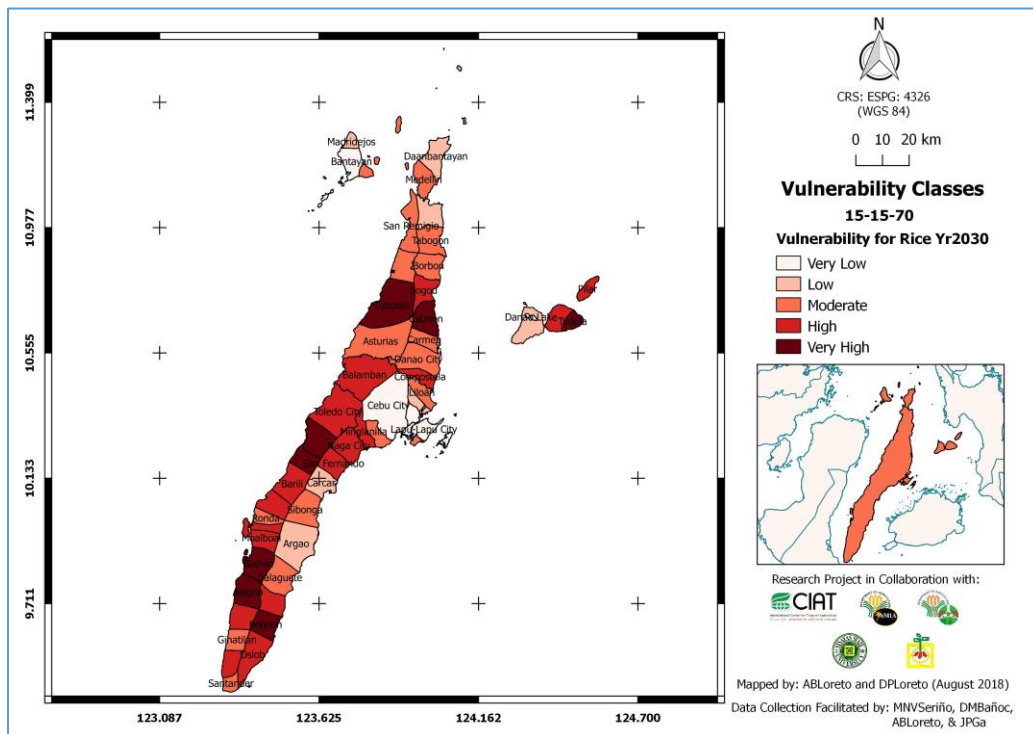 11.399
10.977
10.555
10.133
9.711
123.087
123.625
124.162
124.700
Madridejos
Bantayan
Daanbantayan
Medellin
San Remigio
Tabogon
Borbon
Sogod
Tuburan
Catmon
Pilar
Tudela
Asturias
Carmen
Danao City
Balamban
Compostela
Liloan
Cebu City
Toledo City
Lapu-Lapu City
Minglanilla
Naga City
San Fernando
Barili
Carcar
Sibonga
Ronda
Moalboal
Argao
Badian
Dalaguete
Alegria
Boljoon
Ginatilan
Oslob
Santander
N
CRS: ESPG: 4326
(WGS 84)
0 10 20 km
Vulnerability Classes
15-15-70
Vulnerability for Rice Yr2030
Very Low
Low
Moderate
High
Very High
Research Project in Collaboration with:
CIAT
Mapped by: ABLoreto and DPLoreto (August 2018)
Data Collection Facilitated by: MNVSeriño, DMBañoc,
ABLoreto, & JPGa